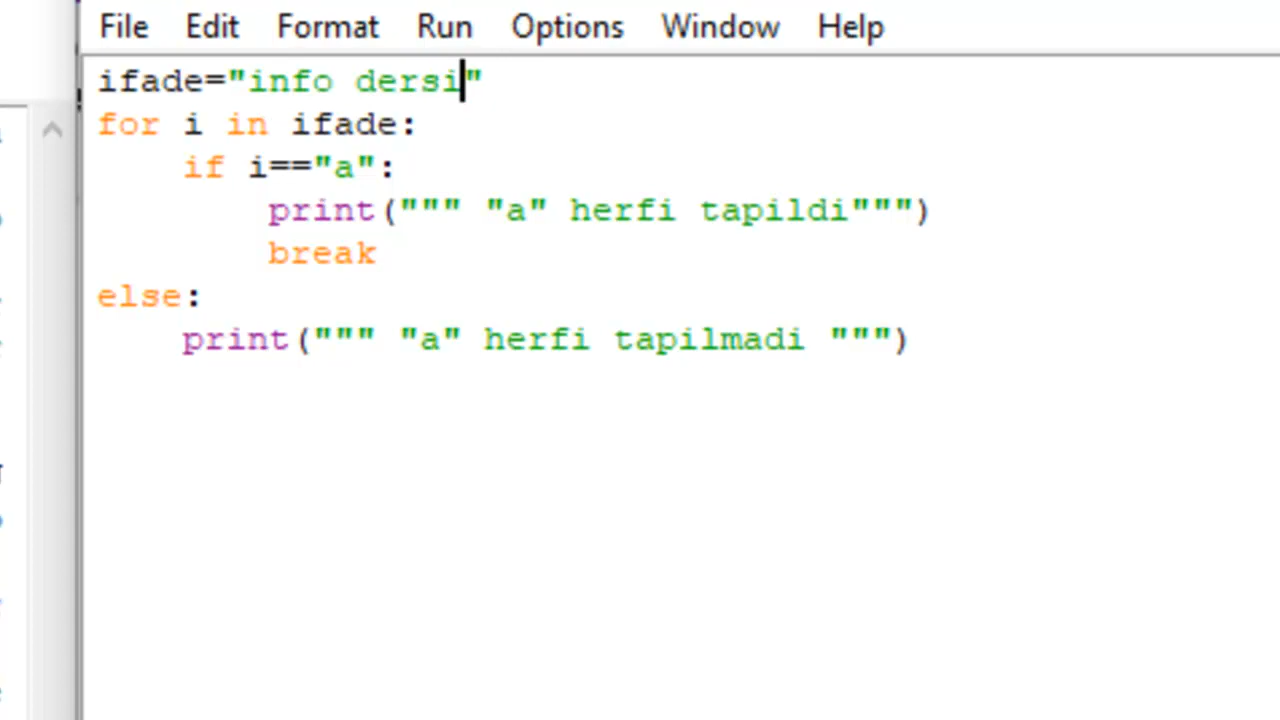 File Edit Format Run Options Window Help
ifade="info dersi"
for i in ifade:
    if i=="a":
        print(""" "a" herfi tapildi""")
        break
else:
    print(""" "a" herfi tapilmadi """)